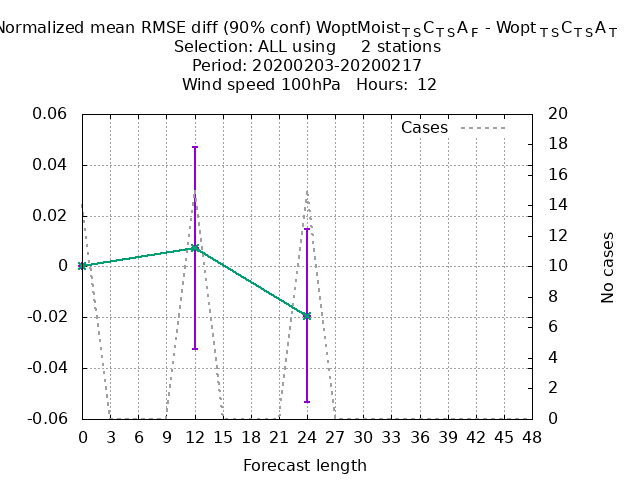 Normalized mean RMSE diff (90% conf) WoptMoist_TSC_TSA_F - Wopt_TSC_TSA_T
Selection: ALL using 2 stations
Period: 20200203-20200217
Wind speed 100hPa Hours: 12
Cases
0.06
0.04
0.02
0
-0.02
-0.04
-0.06
20
18
16
14
12
10
8
6
4
2
0
No cases
0 3 6 9 12 15 18 21 24 27 30 33 36 39 42 45 48
Forecast length